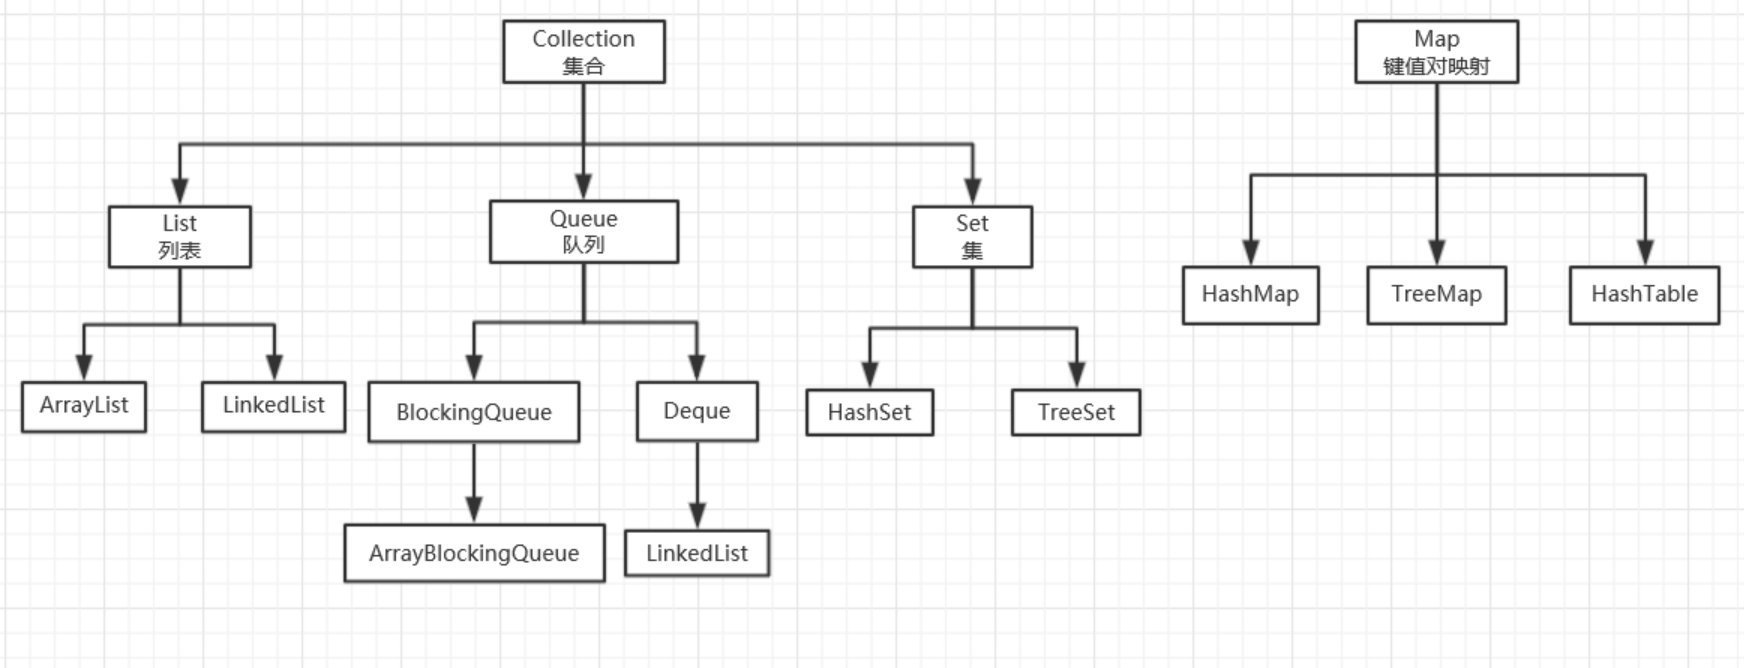 Collection
集合
Map
键值对映射
List
列表
Queue
队列
Set
集
HashMap
TreeMap
HashTable
ArrayList
LinkedList
BlockingQueue
Deque
HashSet
TreeSet
ArrayBlockingQueue
LinkedList